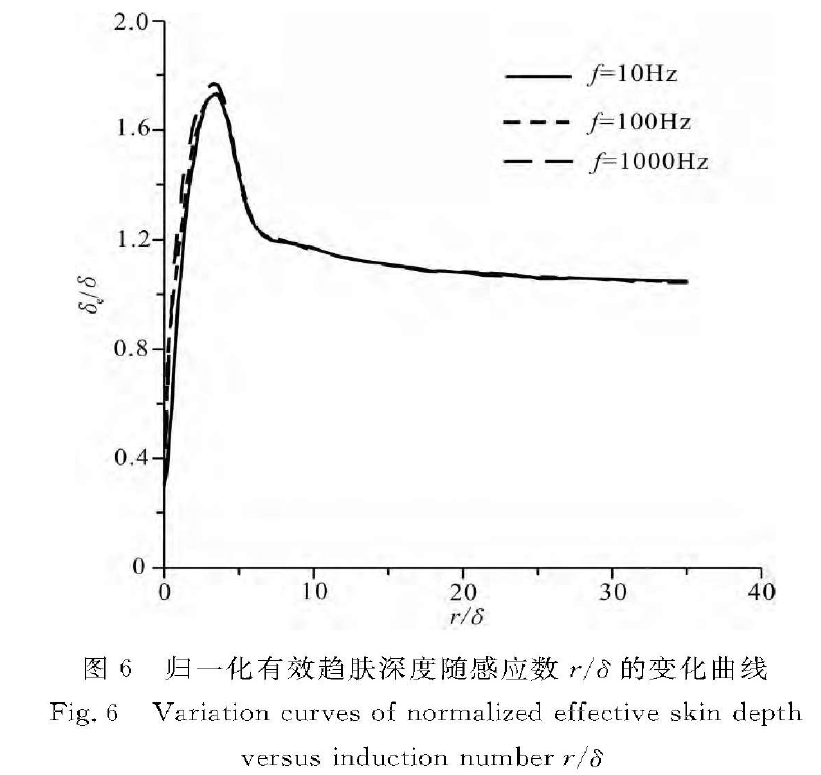 2.0
1.6
1.2
0.8
0.4
0
δₑ/δ
f=10Hz
f=100Hz
f=1000Hz
0 10 20 30 40
r/δ
图 6 归一化有效趋肤深度随感应数 r/δ 的变化曲线
Fig. 6 Variation curves of normalized effective skin depth
versus induction number r/δ